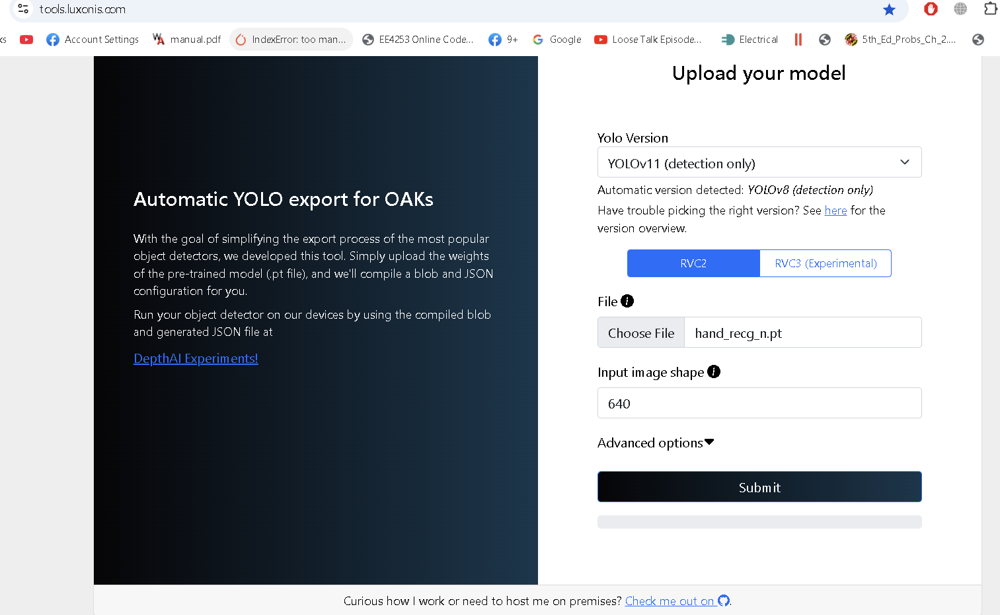 tools.luxonis.com
ks
Account Settings
manual.pdf
IndexError: too man...
EE4253 Online Code...
9+
Google
Loose Talk Episode...
Electrical
5th_Ed_Probs_Ch_2....
Automatic YOLO export for OAKs
With the goal of simplifying the export process of the most popular
object detectors, we developed this tool. Simply upload the weights
of the pre-trained model (.pt file), and we'll compile a blob and JSON
configuration for you.
Run your object detector on our devices by using the compiled blob
and generated JSON file at
DepthAI Experiments!
Upload your model
Yolo Version
YOLOv11 (detection only)
Automatic version detected: YOLOv8 (detection only)
Have trouble picking the right version? See here for the
version overview.
RVC2
RVC3 (Experimental)
File
Choose File
hand_recg_n.pt
Input image shape
640
Advanced options
Submit
Curious how I work or need to host me on premises? Check me out on .